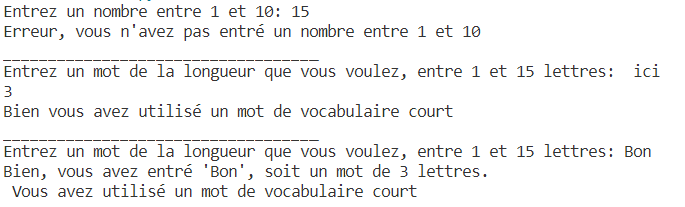 Entrez un nombre entre 1 et 10: 15
Erreur, vous n'avez pas entré un nombre entre 1 et 10
___________________________________
Entrez un mot de la longueur que vous voulez, entre 1 et 15 lettres:  ici
3
Bien vous avez utilisé un mot de vocabulaire court
___________________________________
Entrez un mot de la longueur que vous voulez, entre 1 et 15 lettres: Bon
Bien, vous avez entré 'Bon', soit un mot de 3 lettres.
 Vous avez utilisé un mot de vocabulaire court